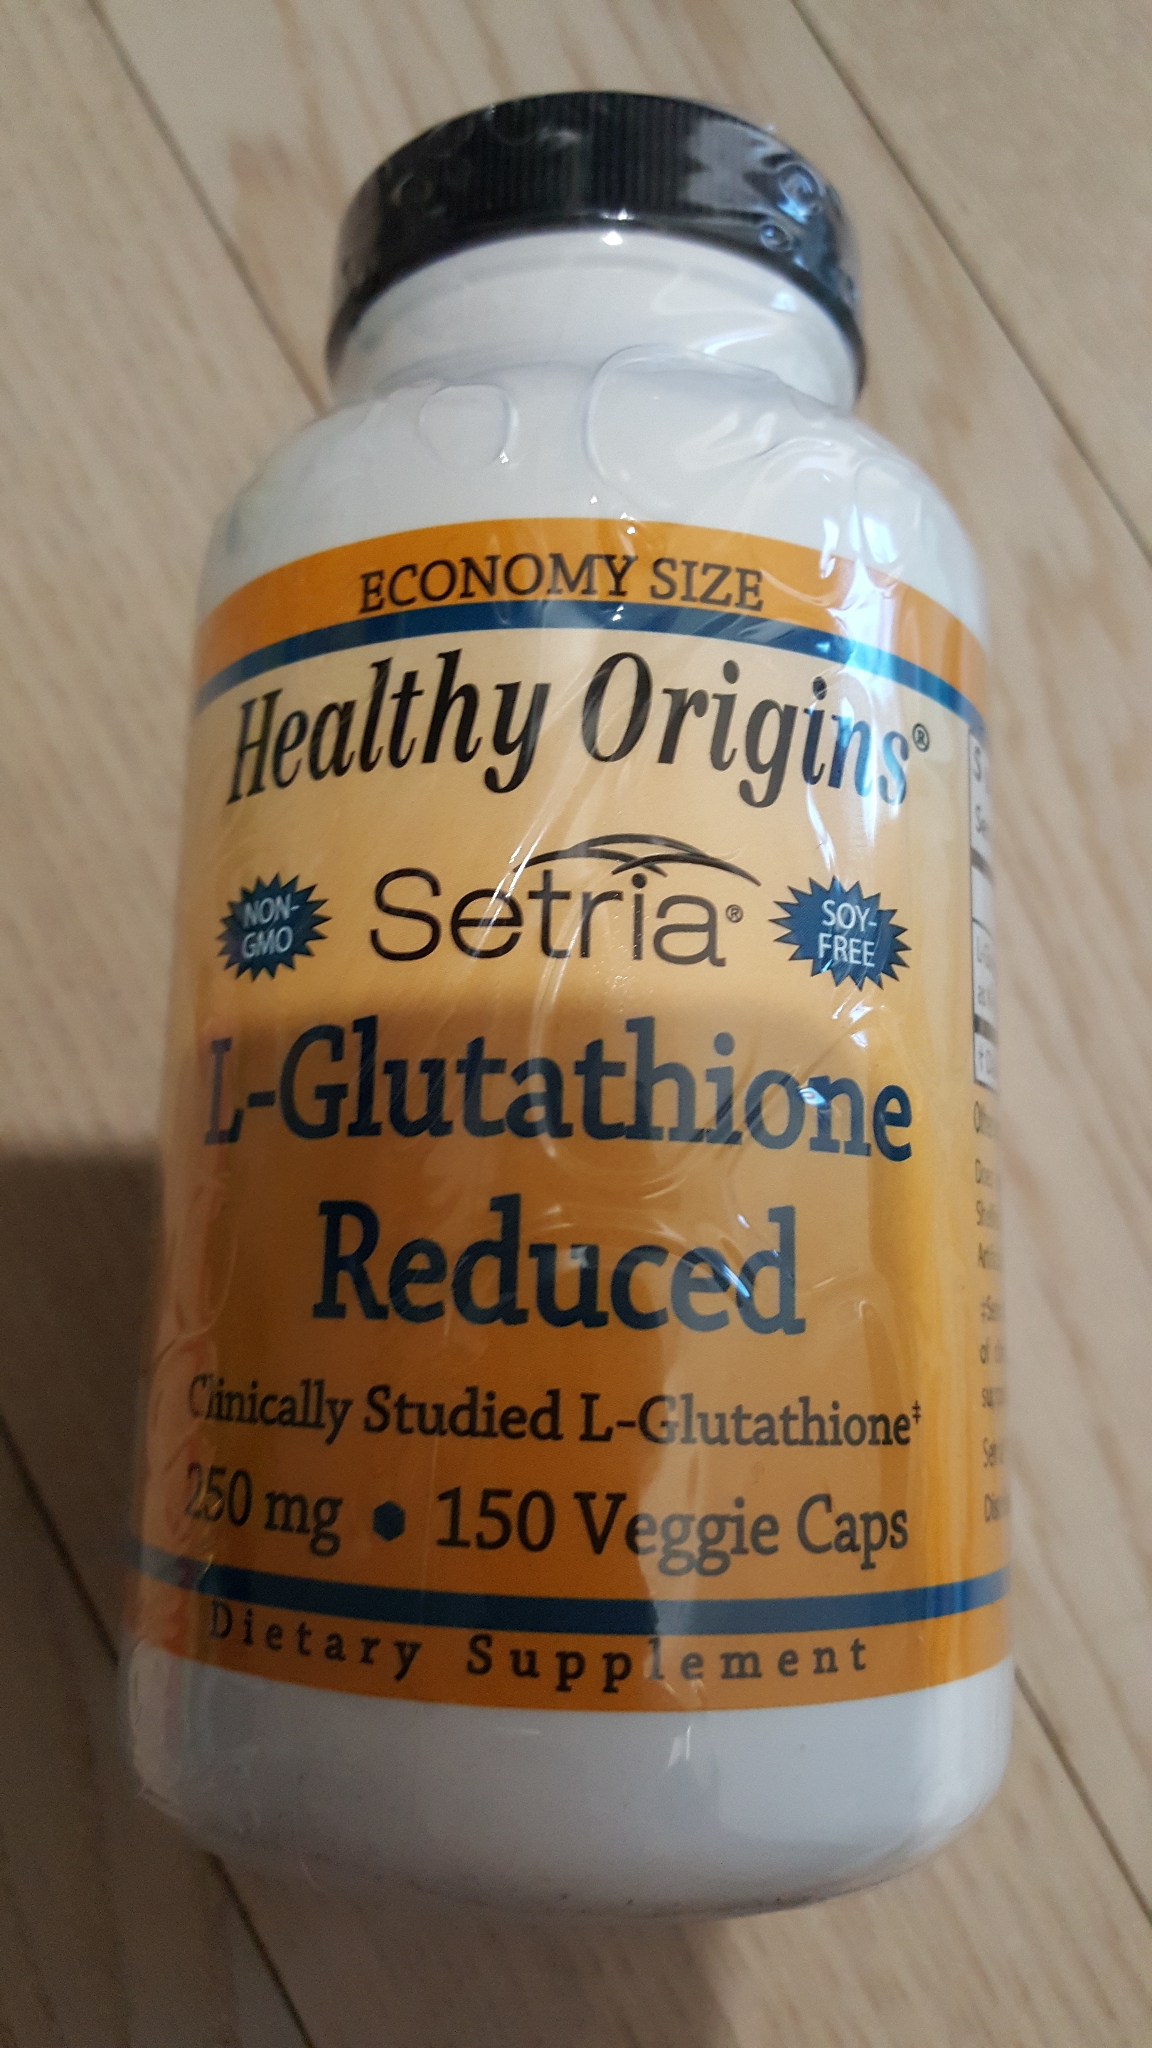 ECONOMY SIZE
Healthy Origins®
NON-
GMO
Setria®
SOY-
FREE
L-Glutathione
Reduced
Clinically Studied L-Glutathione‡
250 mg • 150 Veggie Caps
Dietary Supplement